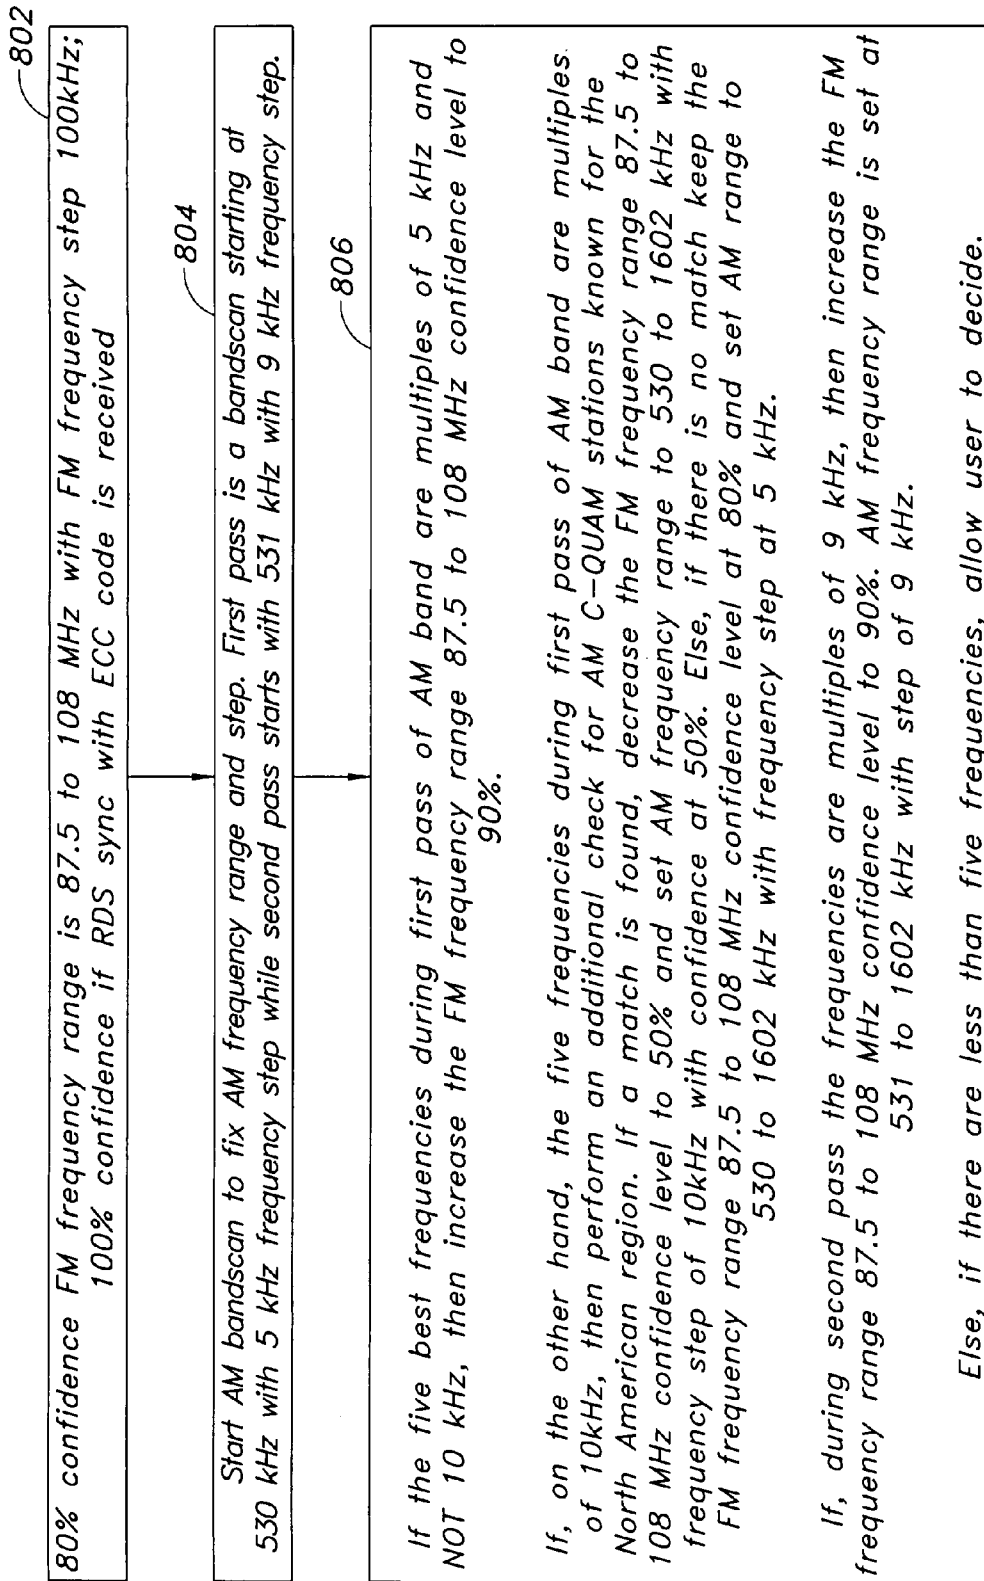 802
80% confidence FM frequency range is 87.5 to 108 MHz with FM frequency step 100kHz;
100% confidence if RDS sync with ECC code is received
804
Start AM bandscan to fix AM frequency range and step. First pass is a bandscan starting at
530 kHz with 5 kHz frequency step while second pass starts with 531 kHz with 9 kHz frequency step.
806
If the five best frequencies during first pass of AM band are multiples of 5 kHz and
NOT 10 kHz, then increase the FM frequency range 87.5 to 108 MHz confidence level to
90%.
If, on the other hand, the five frequencies during first pass of AM band are multiples
of 10kHz, then perform an additional check for AM C-QUAM stations known for the
North American region. If a match is found, decrease the FM frequency range 87.5 to
108 MHz confidence level to 50% and set AM frequency range to 530 to 1602 kHz with
frequency step of 10kHz with confidence at 50%. Else, if there is no match keep the
FM frequency range 87.5 to 108 MHz confidence level at 80% and set AM range to
530 to 1602 kHz with frequency step at 5 kHz.
If, during second pass the frequencies are multiples of 9 kHz, then increase the FM
frequency range 87.5 to 108 MHz confidence level to 90%. AM frequency range is set at
531 to 1602 kHz with step of 9 kHz.
Else, if there are less than five frequencies, allow user to decide.